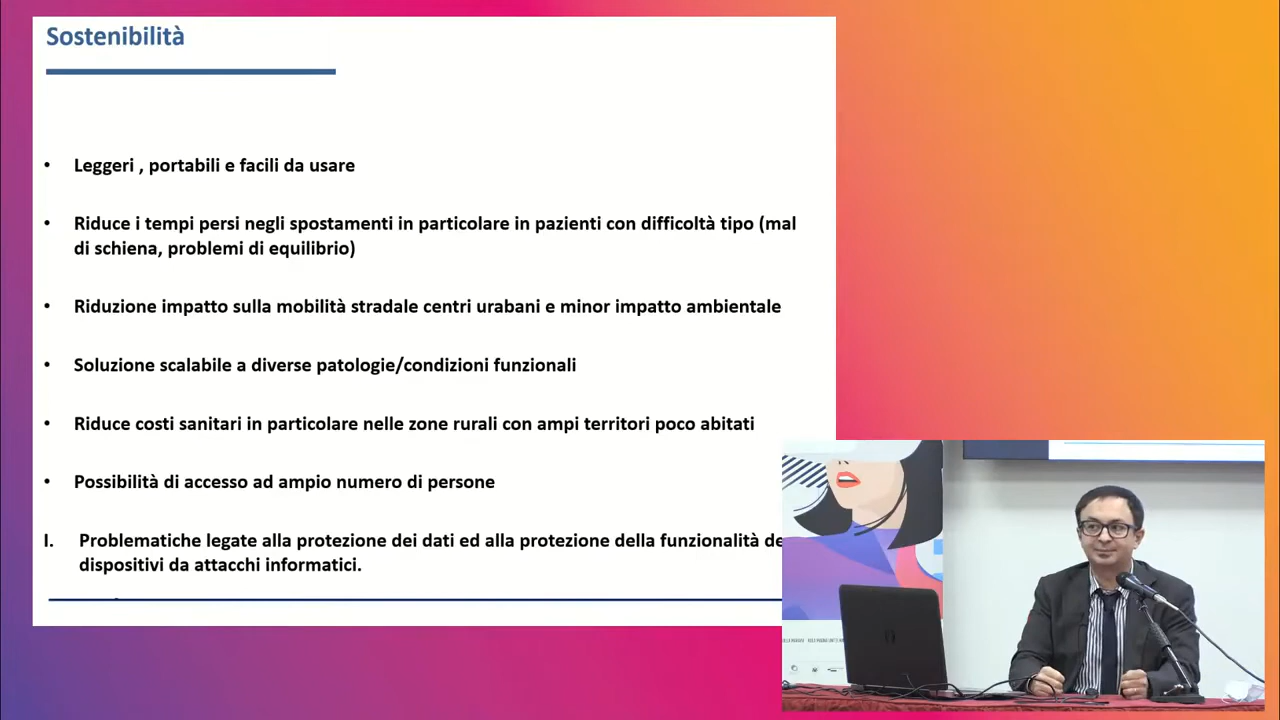 Sostenibilità
• Leggeri , portabili e facili da usare
• Riduce i tempi persi negli spostamenti in particolare in pazienti con difficoltà tipo (mal
di schiena, problemi di equilibrio)
• Riduzione impatto sulla mobilità stradale centri urabani e minor impatto ambientale
• Soluzione scalabile a diverse patologie/condizioni funzionali
• Riduce costi sanitari in particolare nelle zone rurali con ampi territori poco abitati
• Possibilità di accesso ad ampio numero di persone
I. Problematiche legate alla protezione dei dati ed alla protezione della funzionalità de
dispositivi da attacchi informatici.